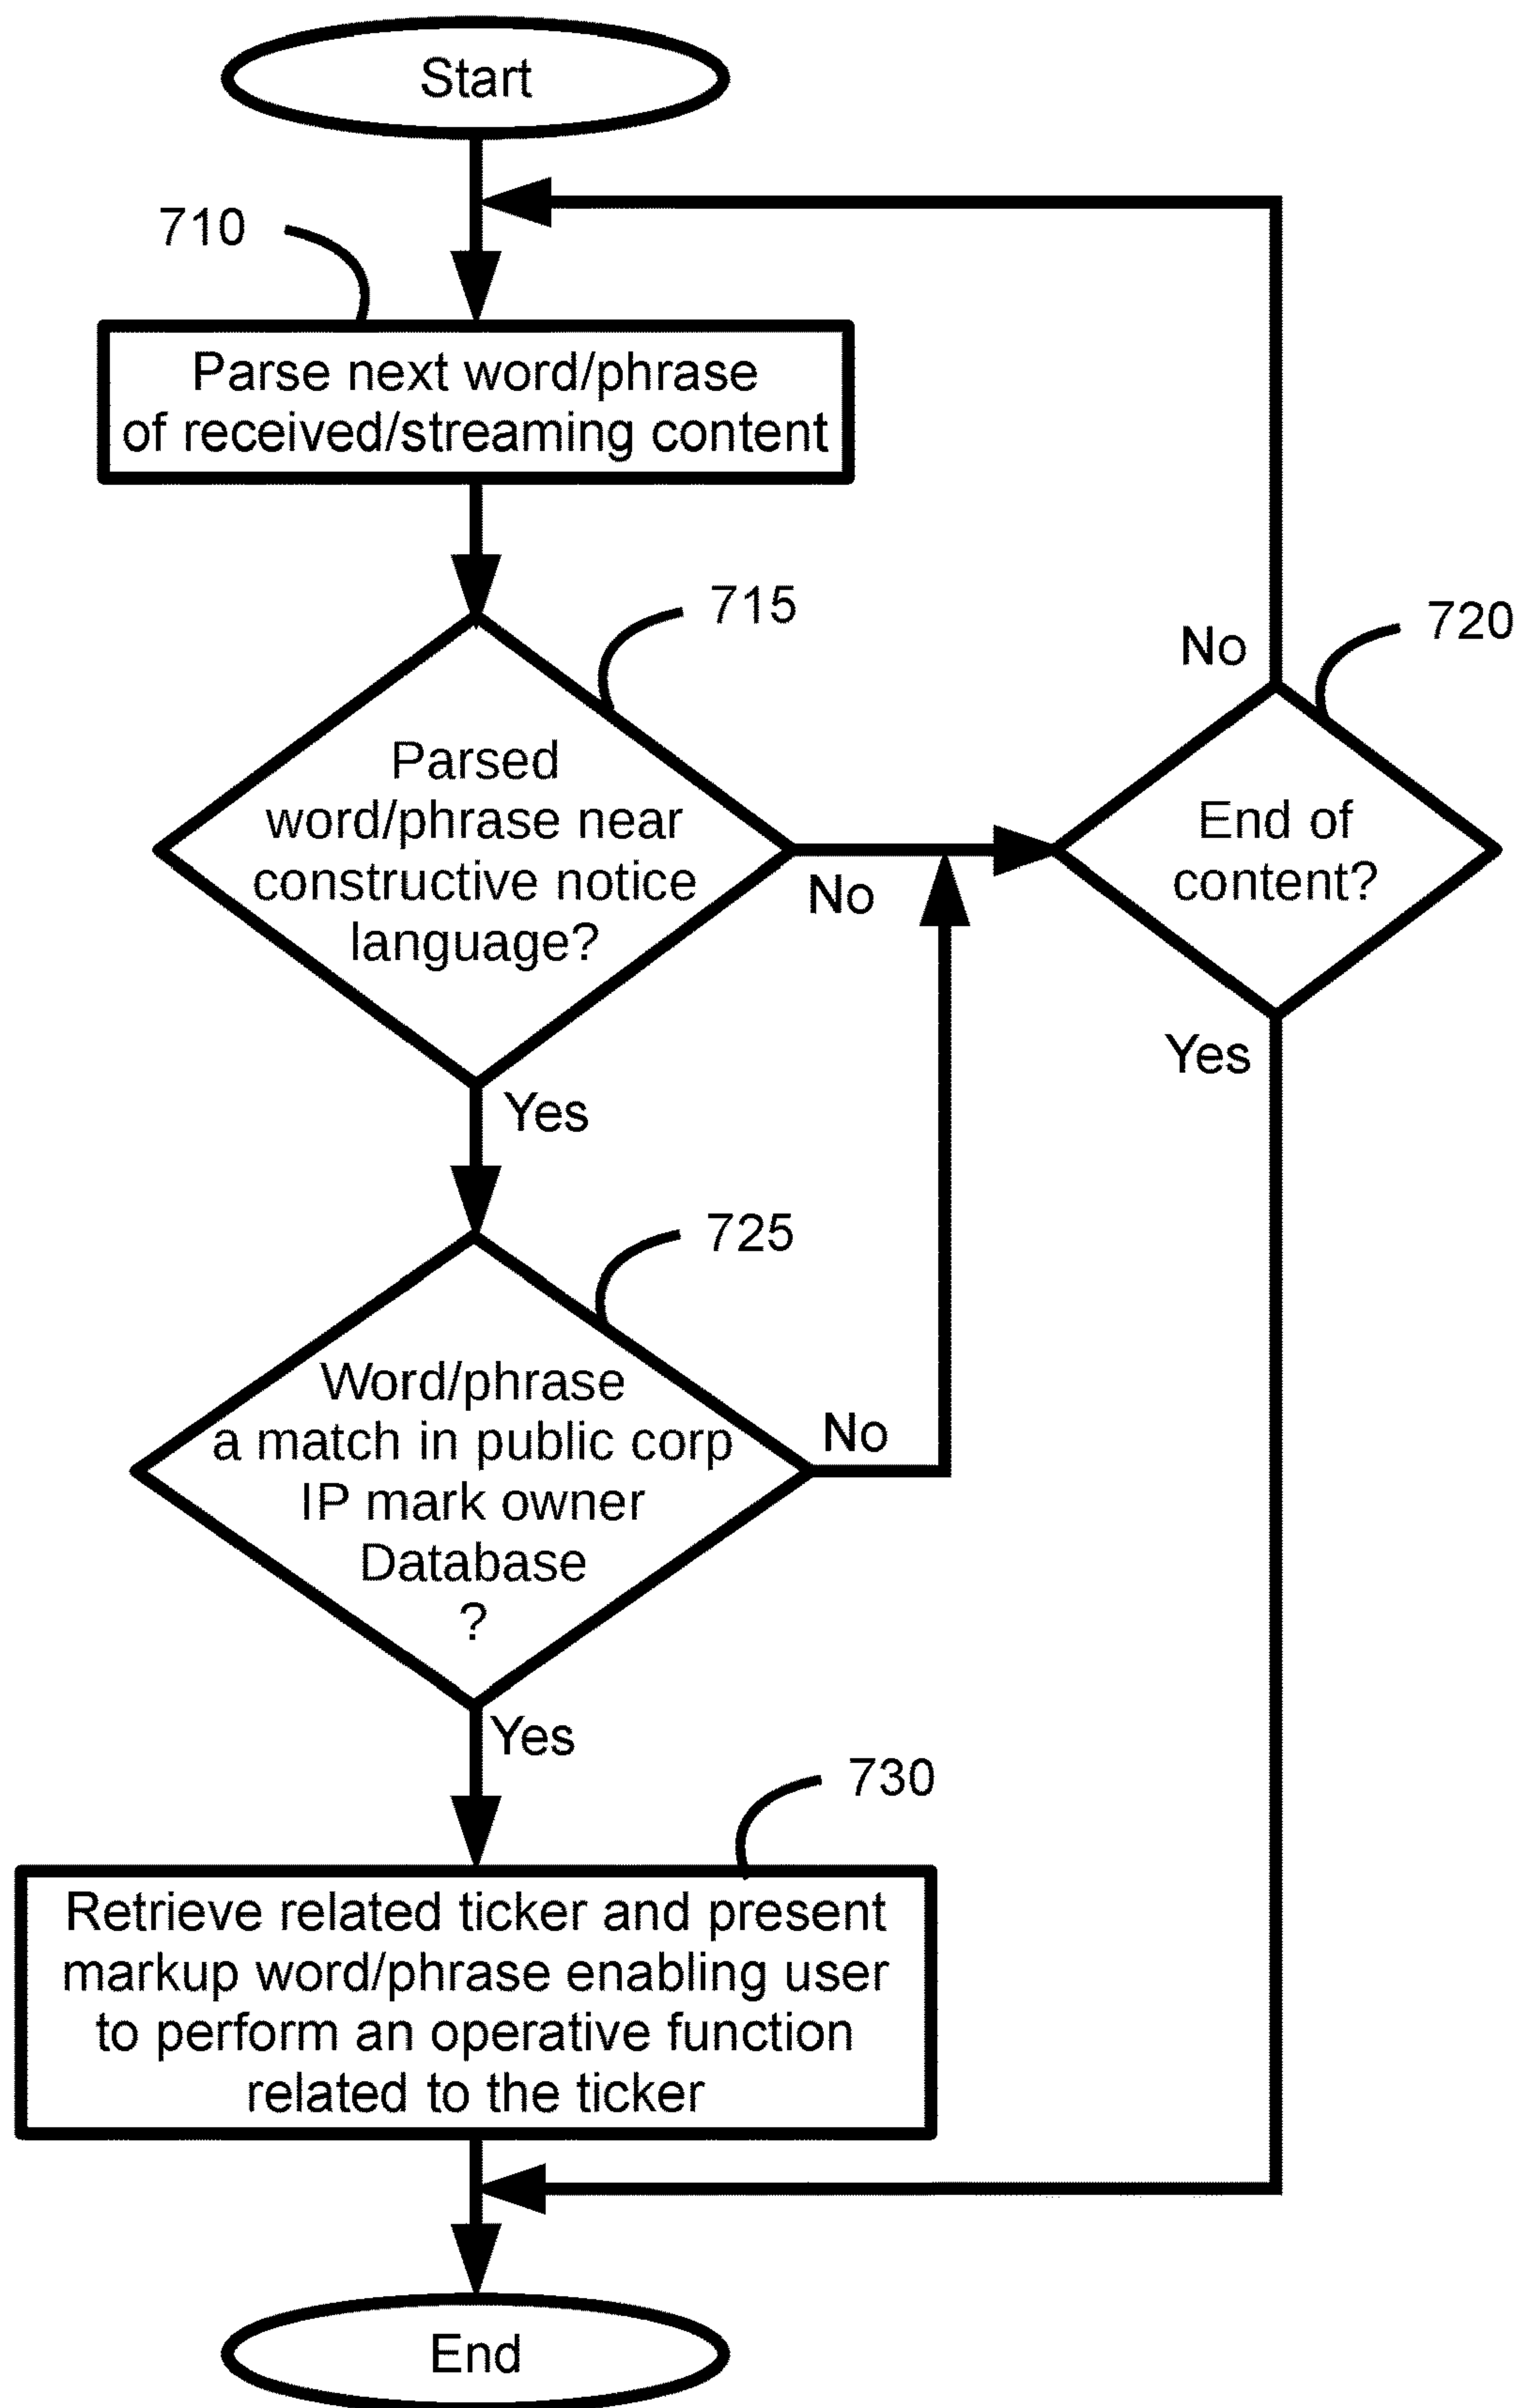 Start
710
Parse next word/phrase
of received/streaming content
715
720
No
Parsed
word/phrase near
constructive notice
language?
End of
content?
No
Yes
Yes
725
Word/phrase
a match in public corp
IP mark owner
Database
?
No
Yes
730
Retrieve related ticker and present
markup word/phrase enabling user
to perform an operative function
related to the ticker
End